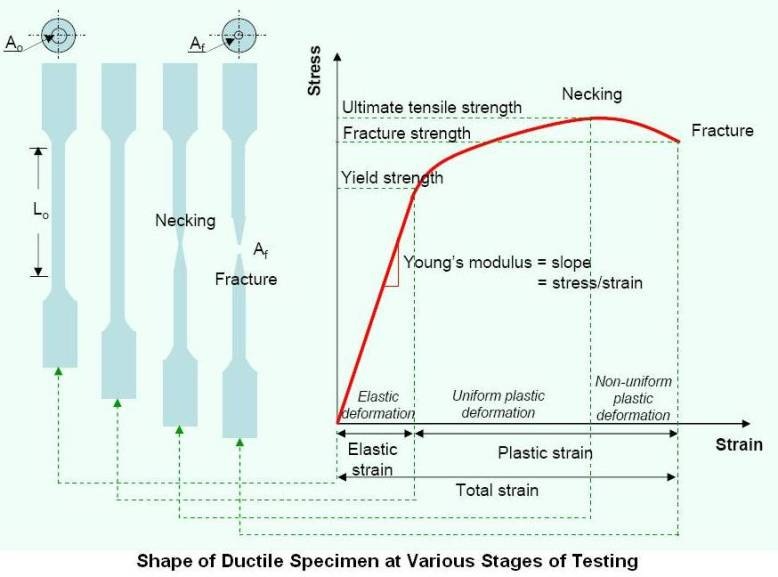 Ao
Af
Lo
Necking
Af
Fracture
Stress
Ultimate tensile strength
Necking
Fracture strength
Fracture
Yield strength
Young's modulus = slope
= stress/strain
Elastic
deformation
Uniform plastic
deformation
Non-uniform
plastic
deformation
Strain
Elastic
strain
Plastic strain
Total strain
Shape of Ductile Specimen at Various Stages of Testing